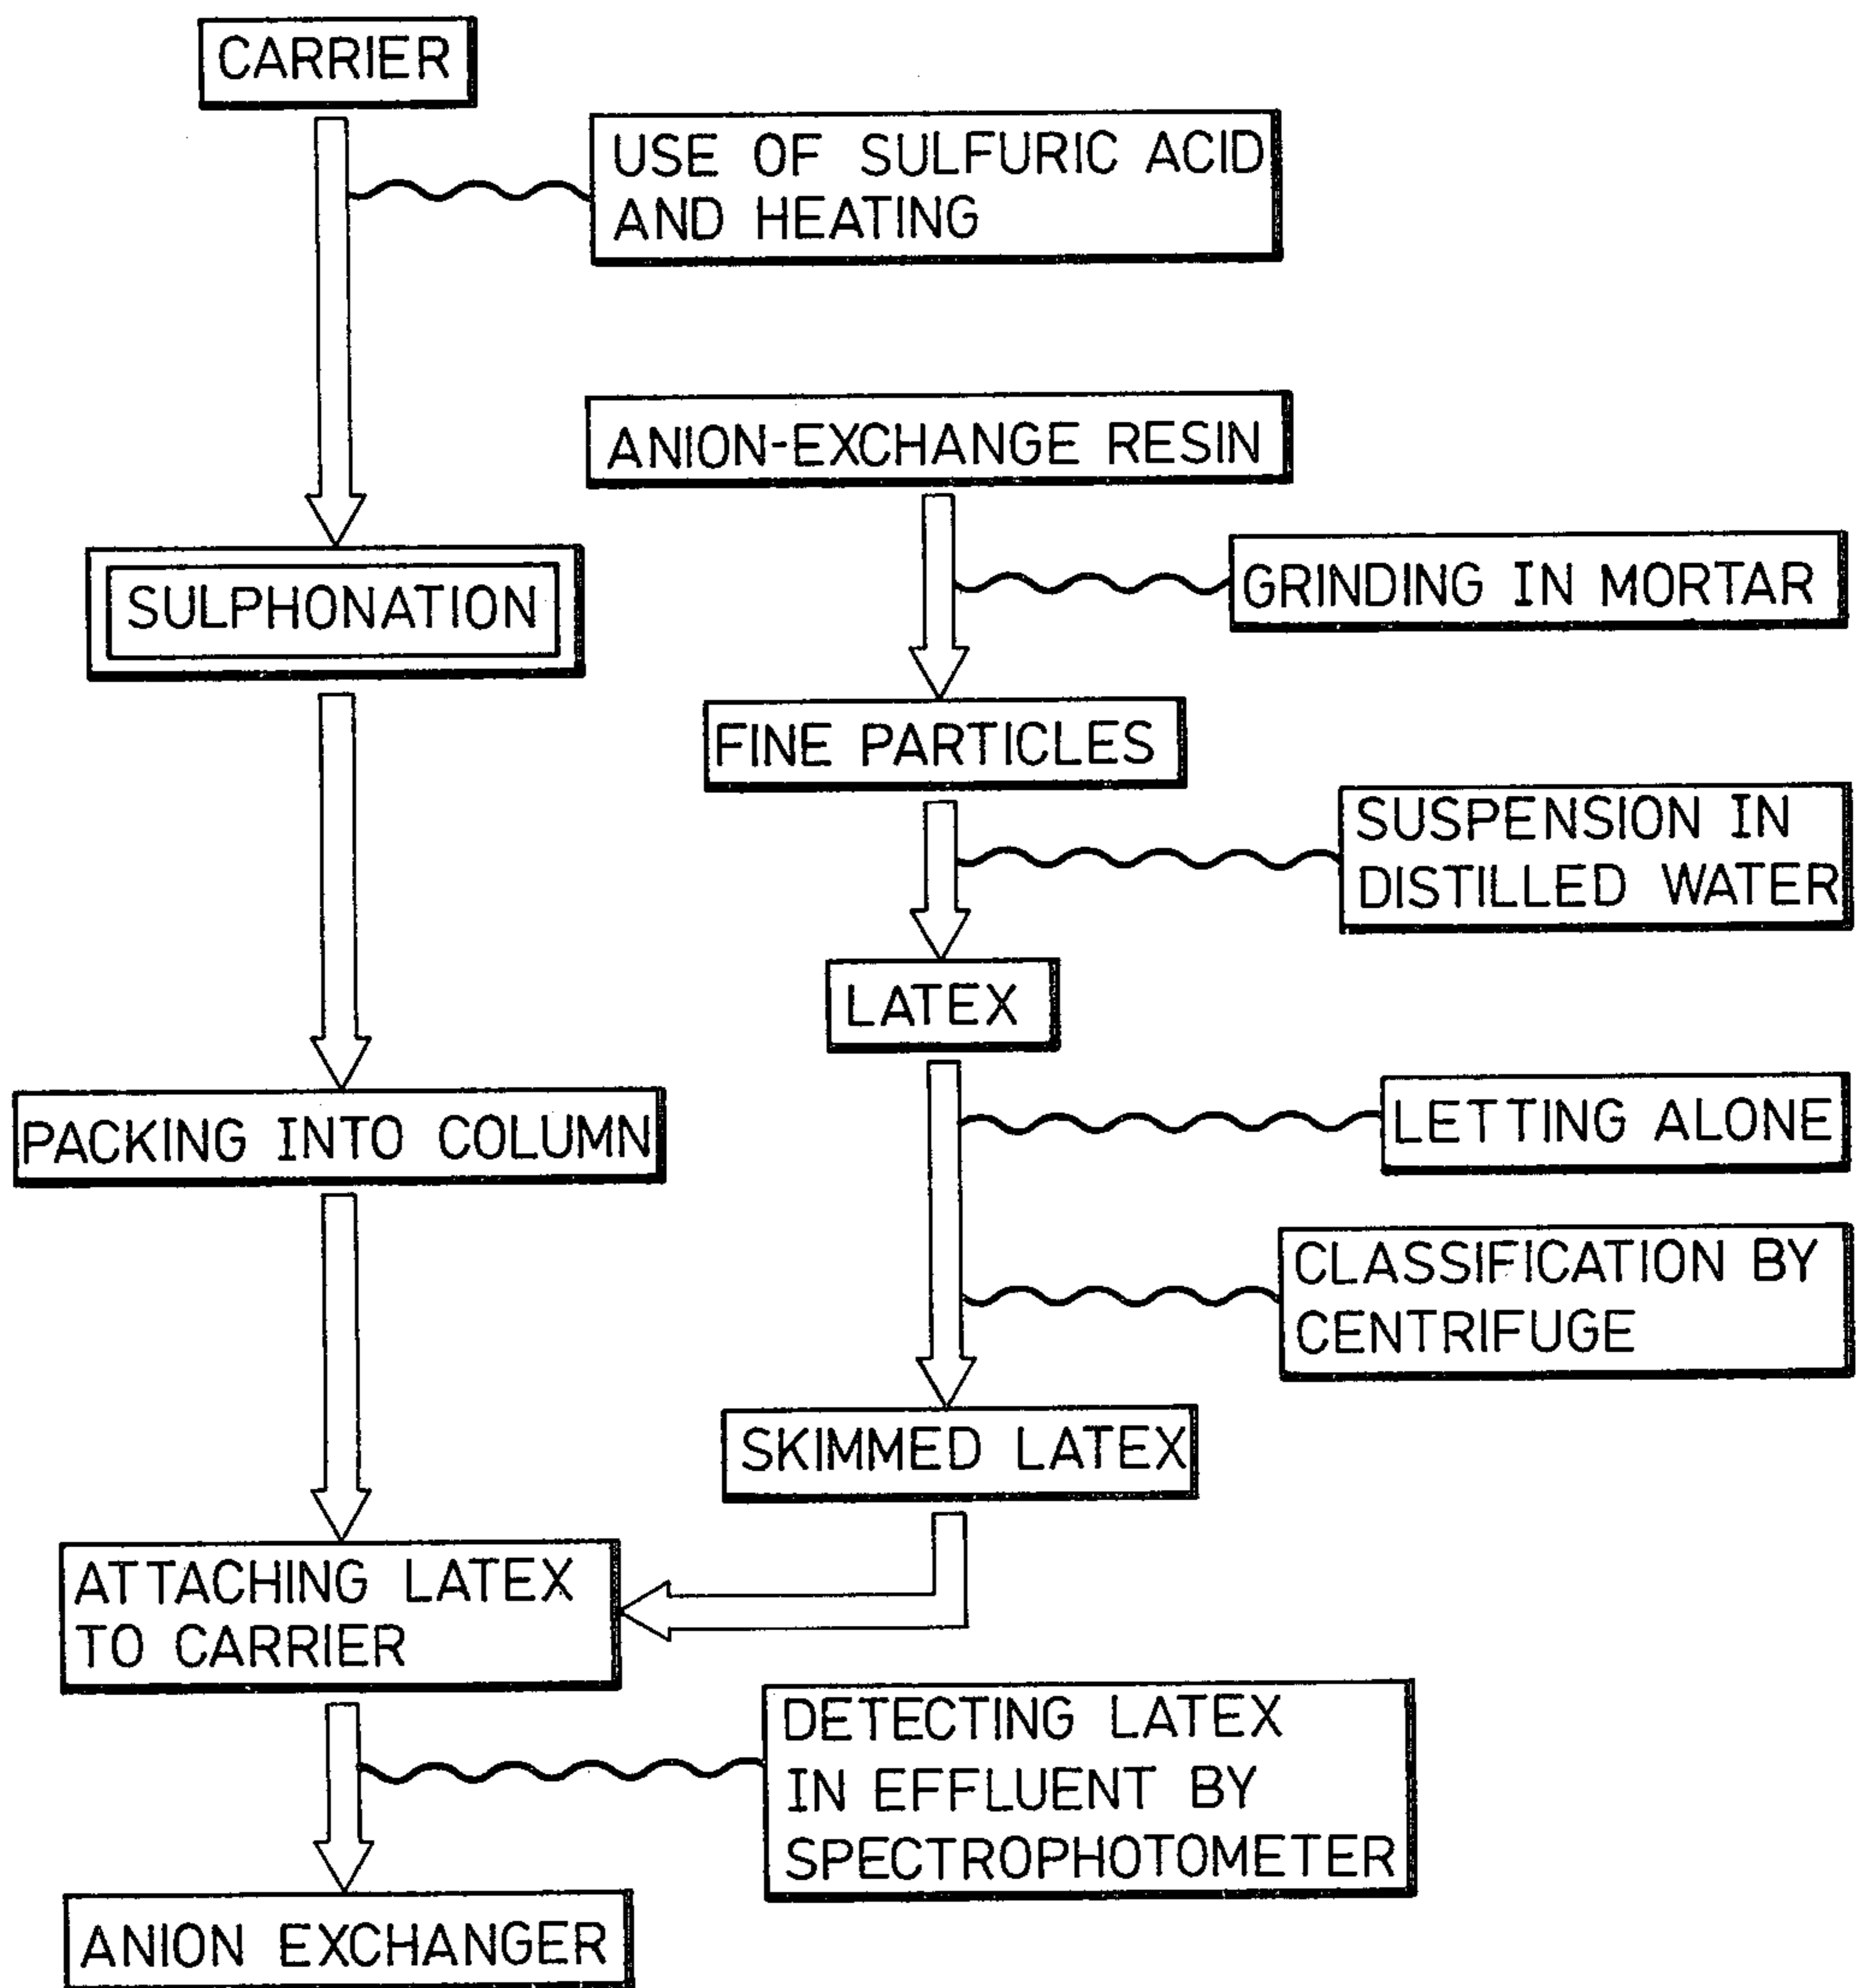 CARRIER
USE OF SULFURIC ACID
AND HEATING
ANION-EXCHANGE RESIN
SULPHONATION
GRINDING IN MORTAR
FINE PARTICLES
SUSPENSION IN
DISTILLED WATER
LATEX
PACKING INTO COLUMN
LETTING ALONE
CLASSIFICATION BY
CENTRIFUGE
SKIMMED LATEX
ATTACHING LATEX
TO CARRIER
DETECTING LATEX
IN EFFLUENT BY
SPECTROPHOTOMETER
ANION EXCHANGER